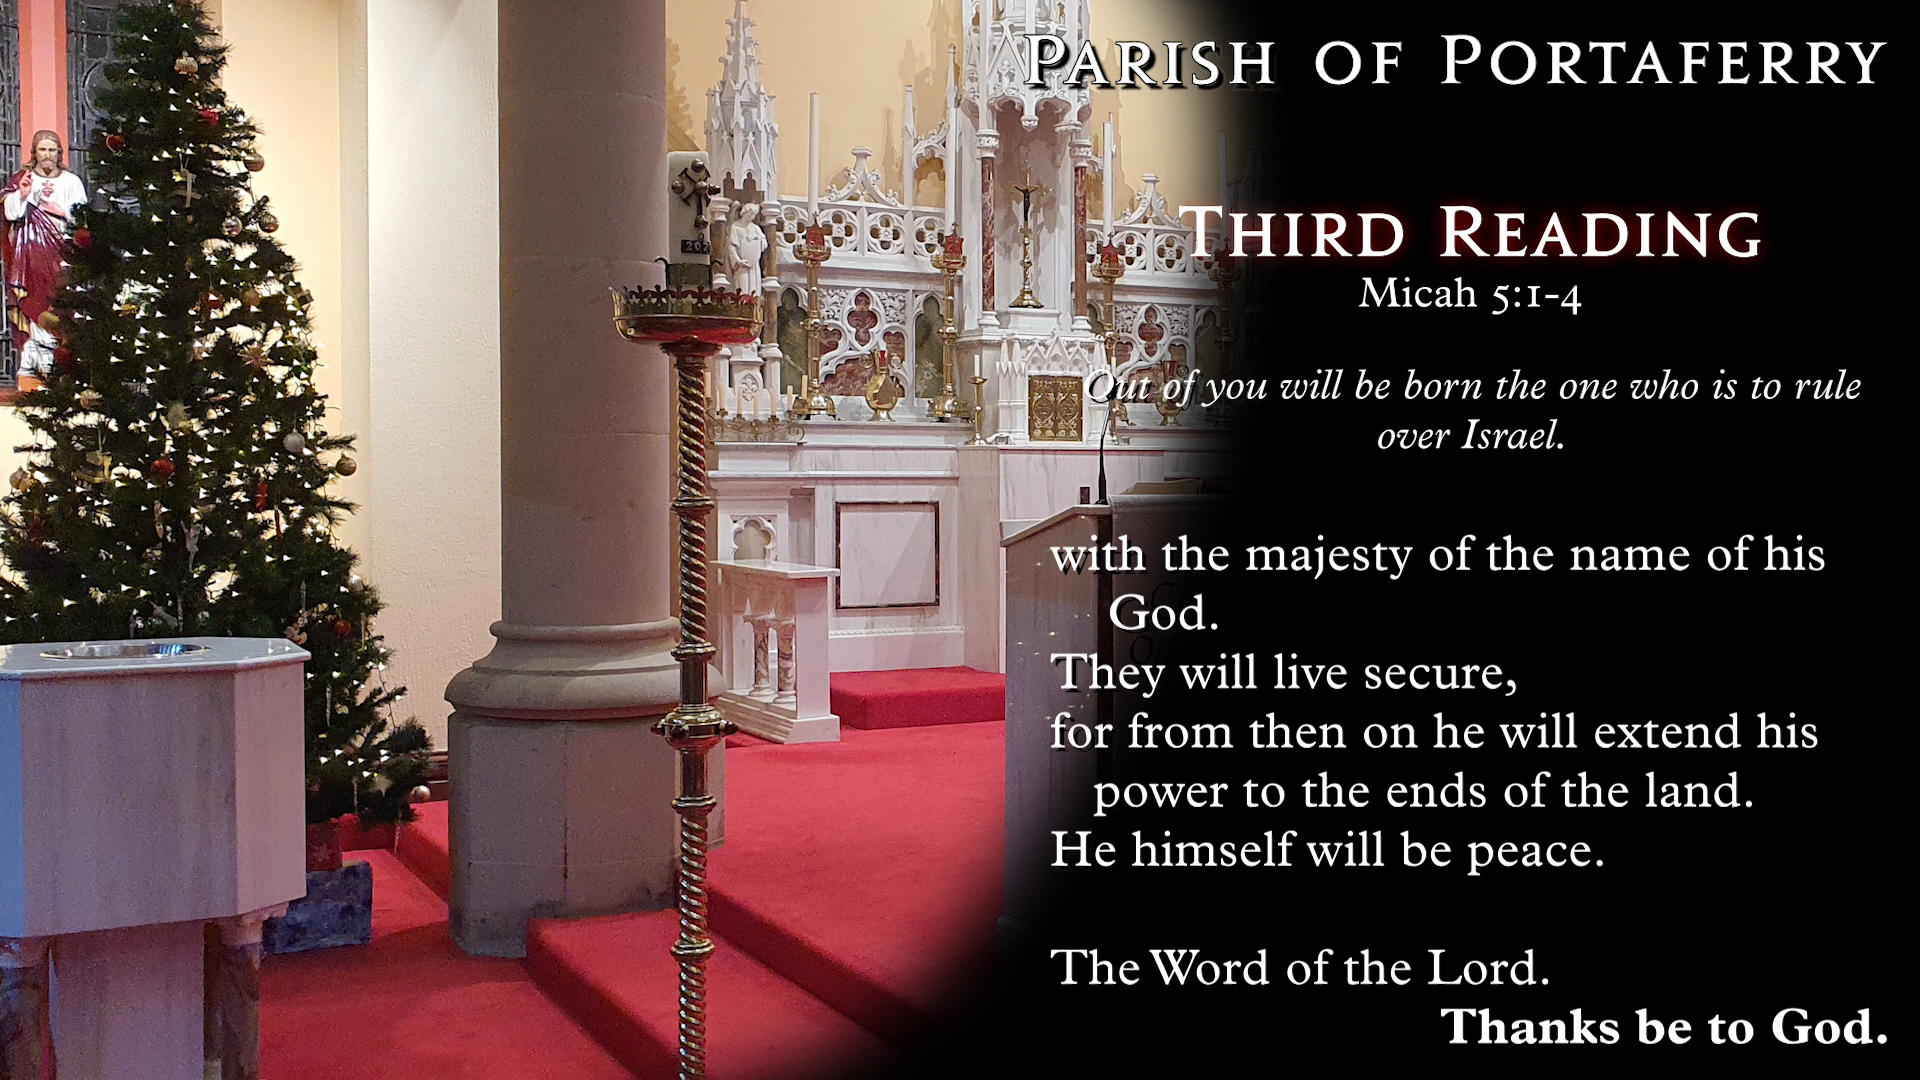 PARISH OF PORTAFERRY
THIRD READING
Micah 5:1-4
Out of you will be born the one who is to rule
over Israel.
with the majesty of the name of his
God.
They will live secure,
for from then on he will extend his
power to the ends of the land.
He himself will be peace.
The Word of the Lord.
Thanks be to God.